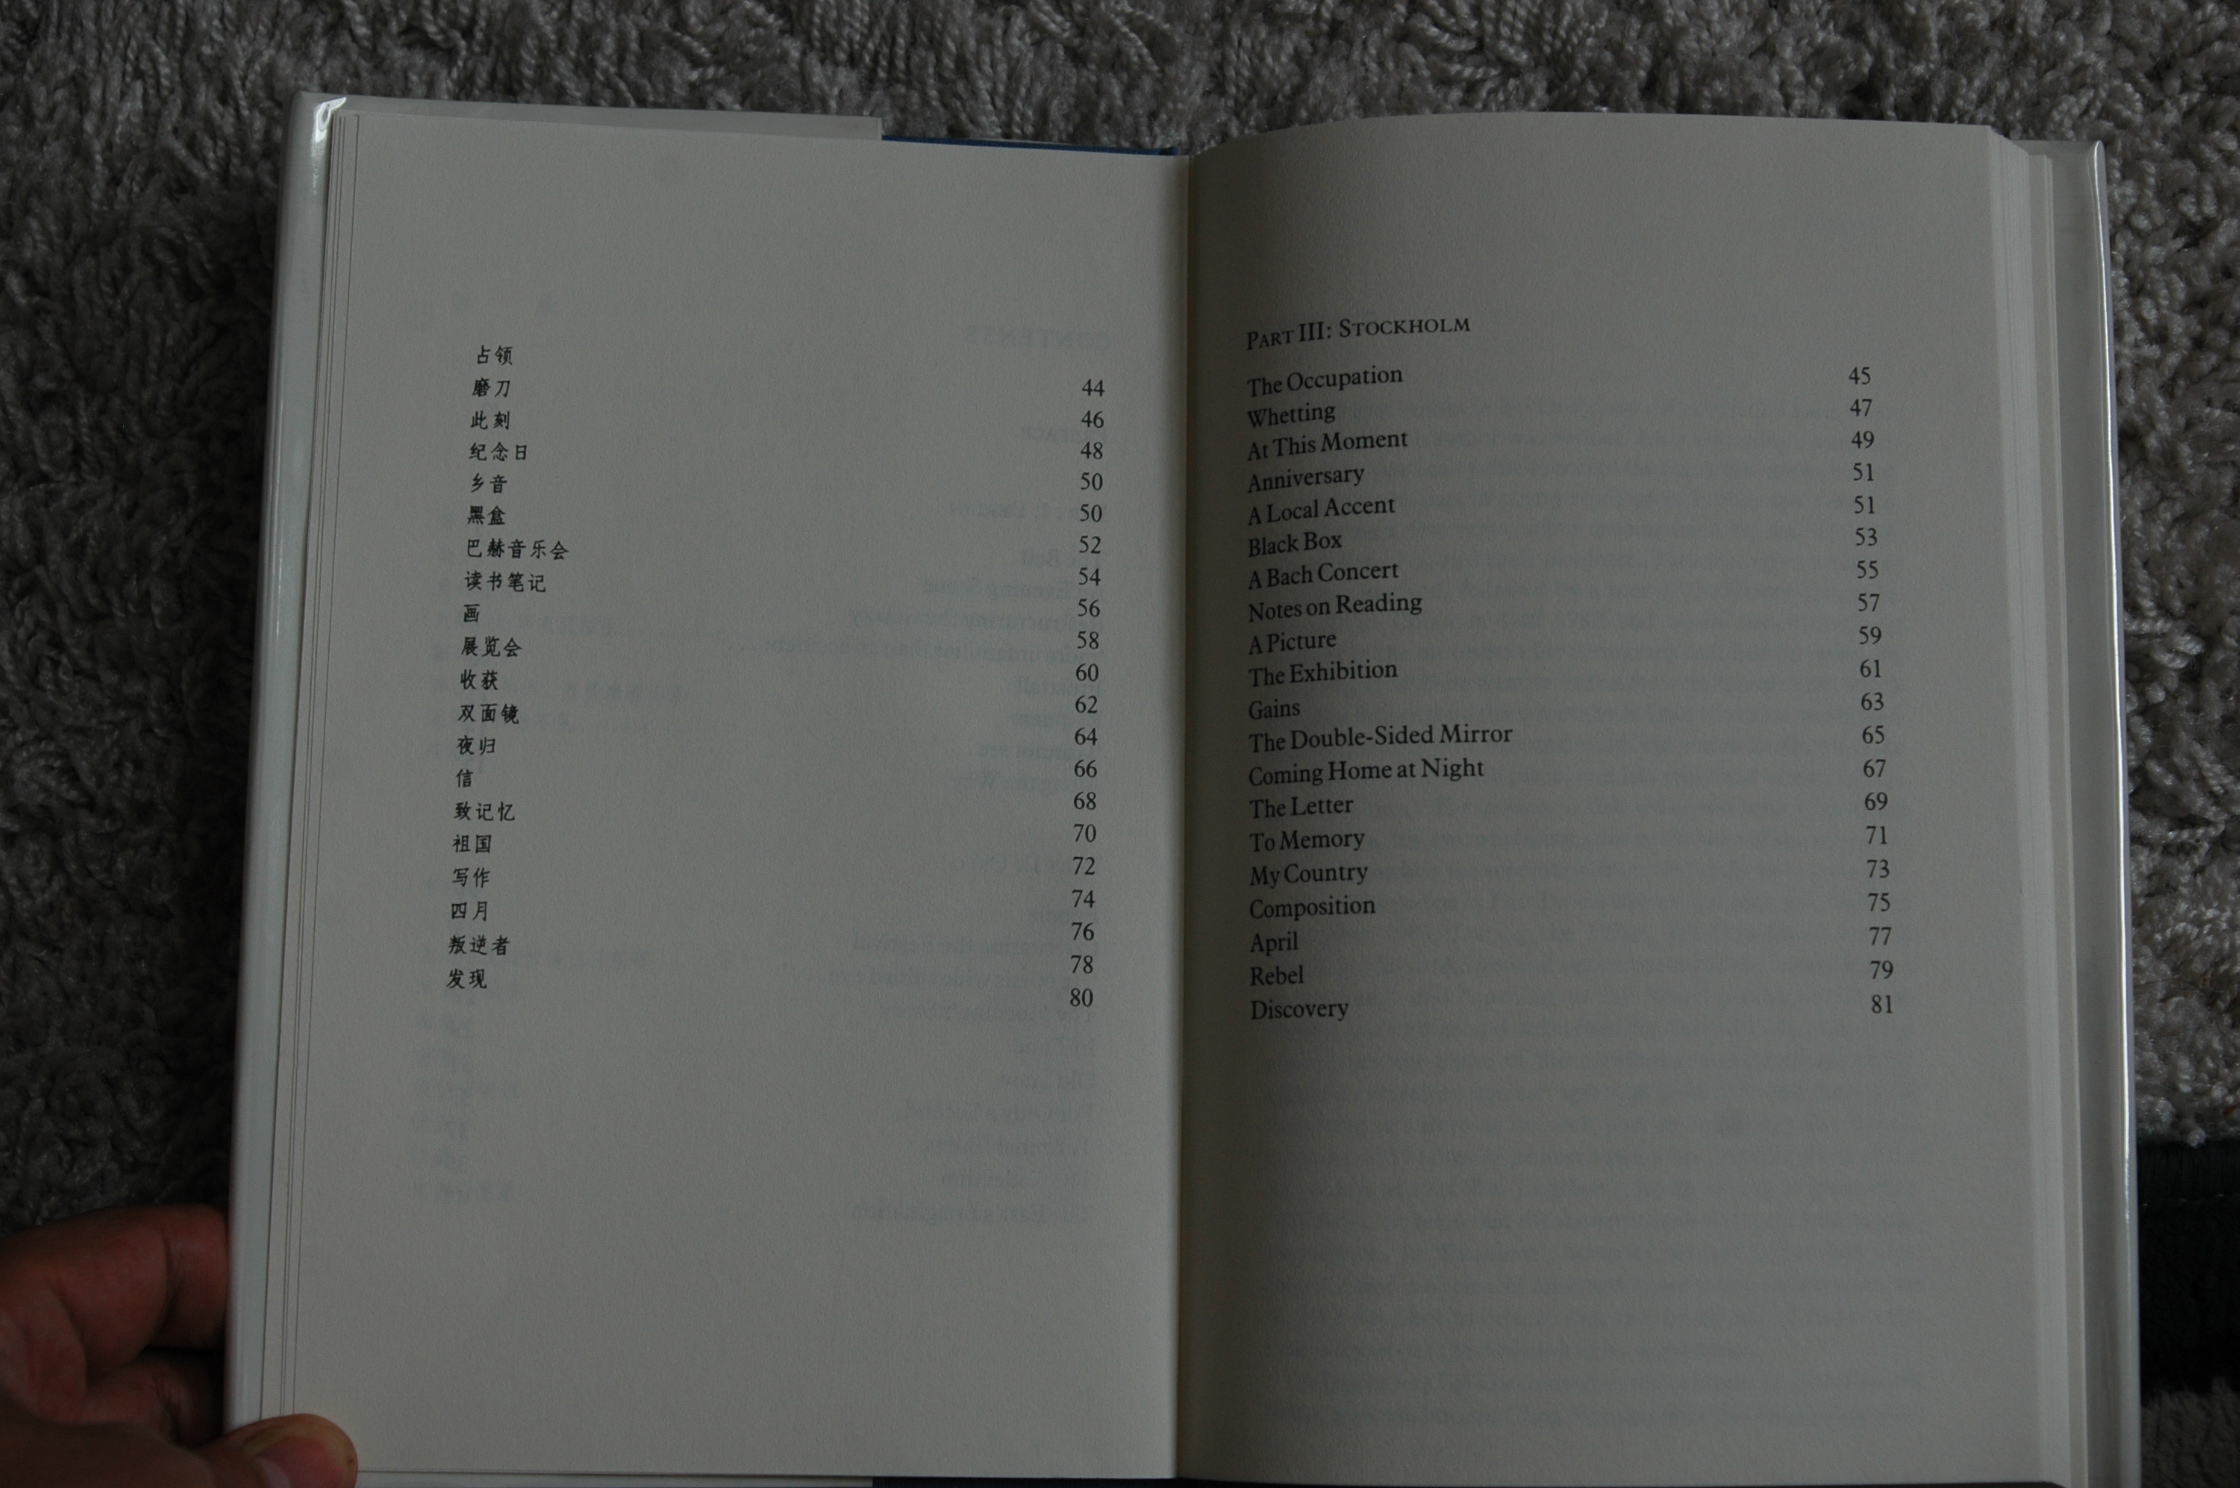 占领
磨刀 44
此刻 46
纪念日 48
乡音 50
黑盒 50
巴赫音乐会 52
读书笔记 54
画 56
展览会 58
收获 60
双面镜 62
夜归 64
信 66
致记忆 68
祖国 70
写作 72
四月 74
叛逆者 76
发现 78
80
PART III: STOCKHOLM
The Occupation 45
Whetting 47
At This Moment 49
Anniversary 51
A Local Accent 51
Black Box 53
A Bach Concert 55
Notes on Reading 57
A Picture 59
The Exhibition 61
Gains 63
The Double-Sided Mirror 65
Coming Home at Night 67
The Letter 69
To Memory 71
My Country 73
Composition 75
April 77
Rebel 79
Discovery 81